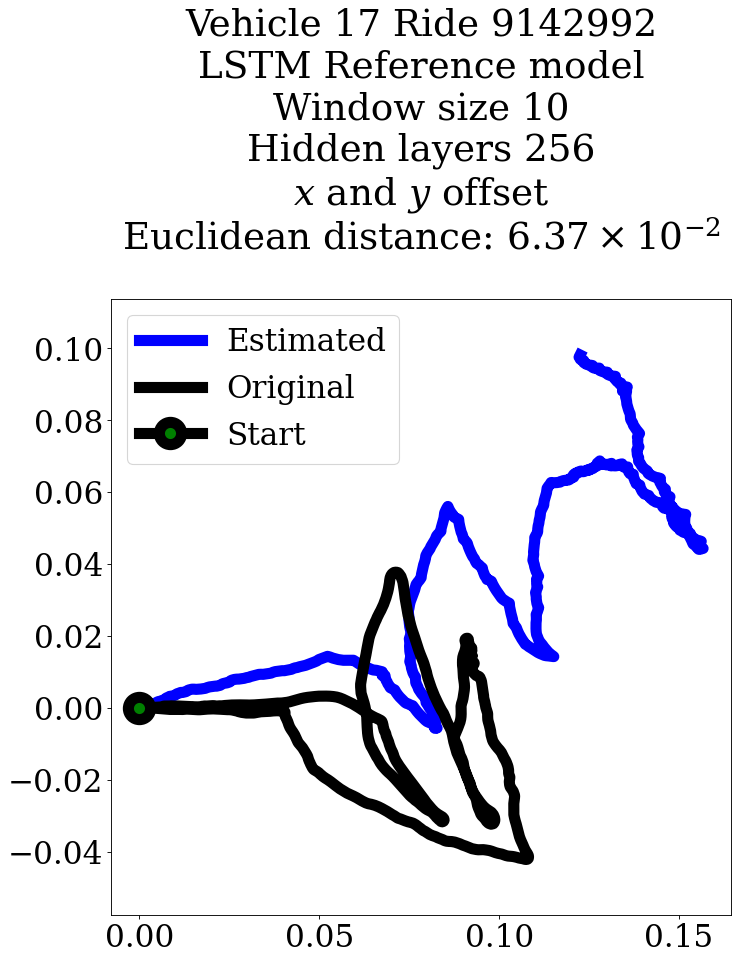 Vehicle 17 Ride 9142992
LSTM Reference model
Window size 10
Hidden layers 256
x and y offset
Euclidean distance: 6.37 × 10⁻²
Estimated
Original
Start
0.10
0.08
0.06
0.04
0.02
0.00
−0.02
−0.04
0.00 0.05 0.10 0.15